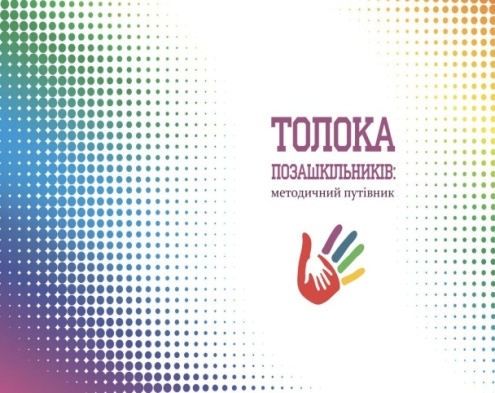 ТОЛОКА
ПОЗАШКІЛЬНИКІВ:
методичний путівник